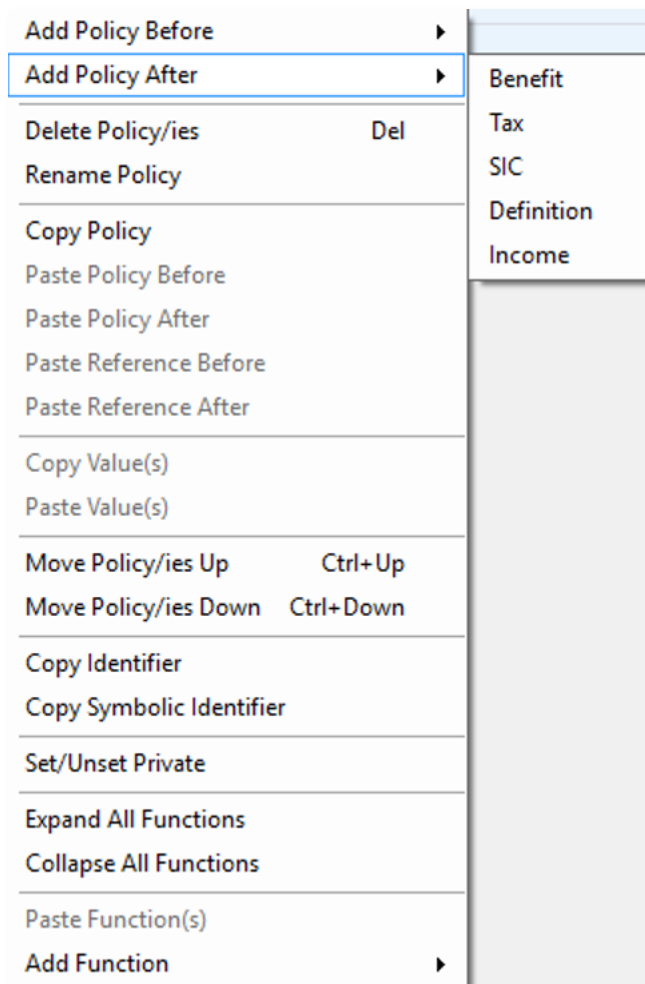 Add Policy Before
Add Policy After
Delete Policy/ies Del
Rename Policy
Copy Policy
Paste Policy Before
Paste Policy After
Paste Reference Before
Paste Reference After
Copy Value(s)
Paste Value(s)
Move Policy/ies Up Ctrl+Up
Move Policy/ies Down Ctrl+Down
Copy Identifier
Copy Symbolic Identifier
Set/Unset Private
Expand All Functions
Collapse All Functions
Paste Function(s)
Add Function
Benefit
Tax
SIC
Definition
Income